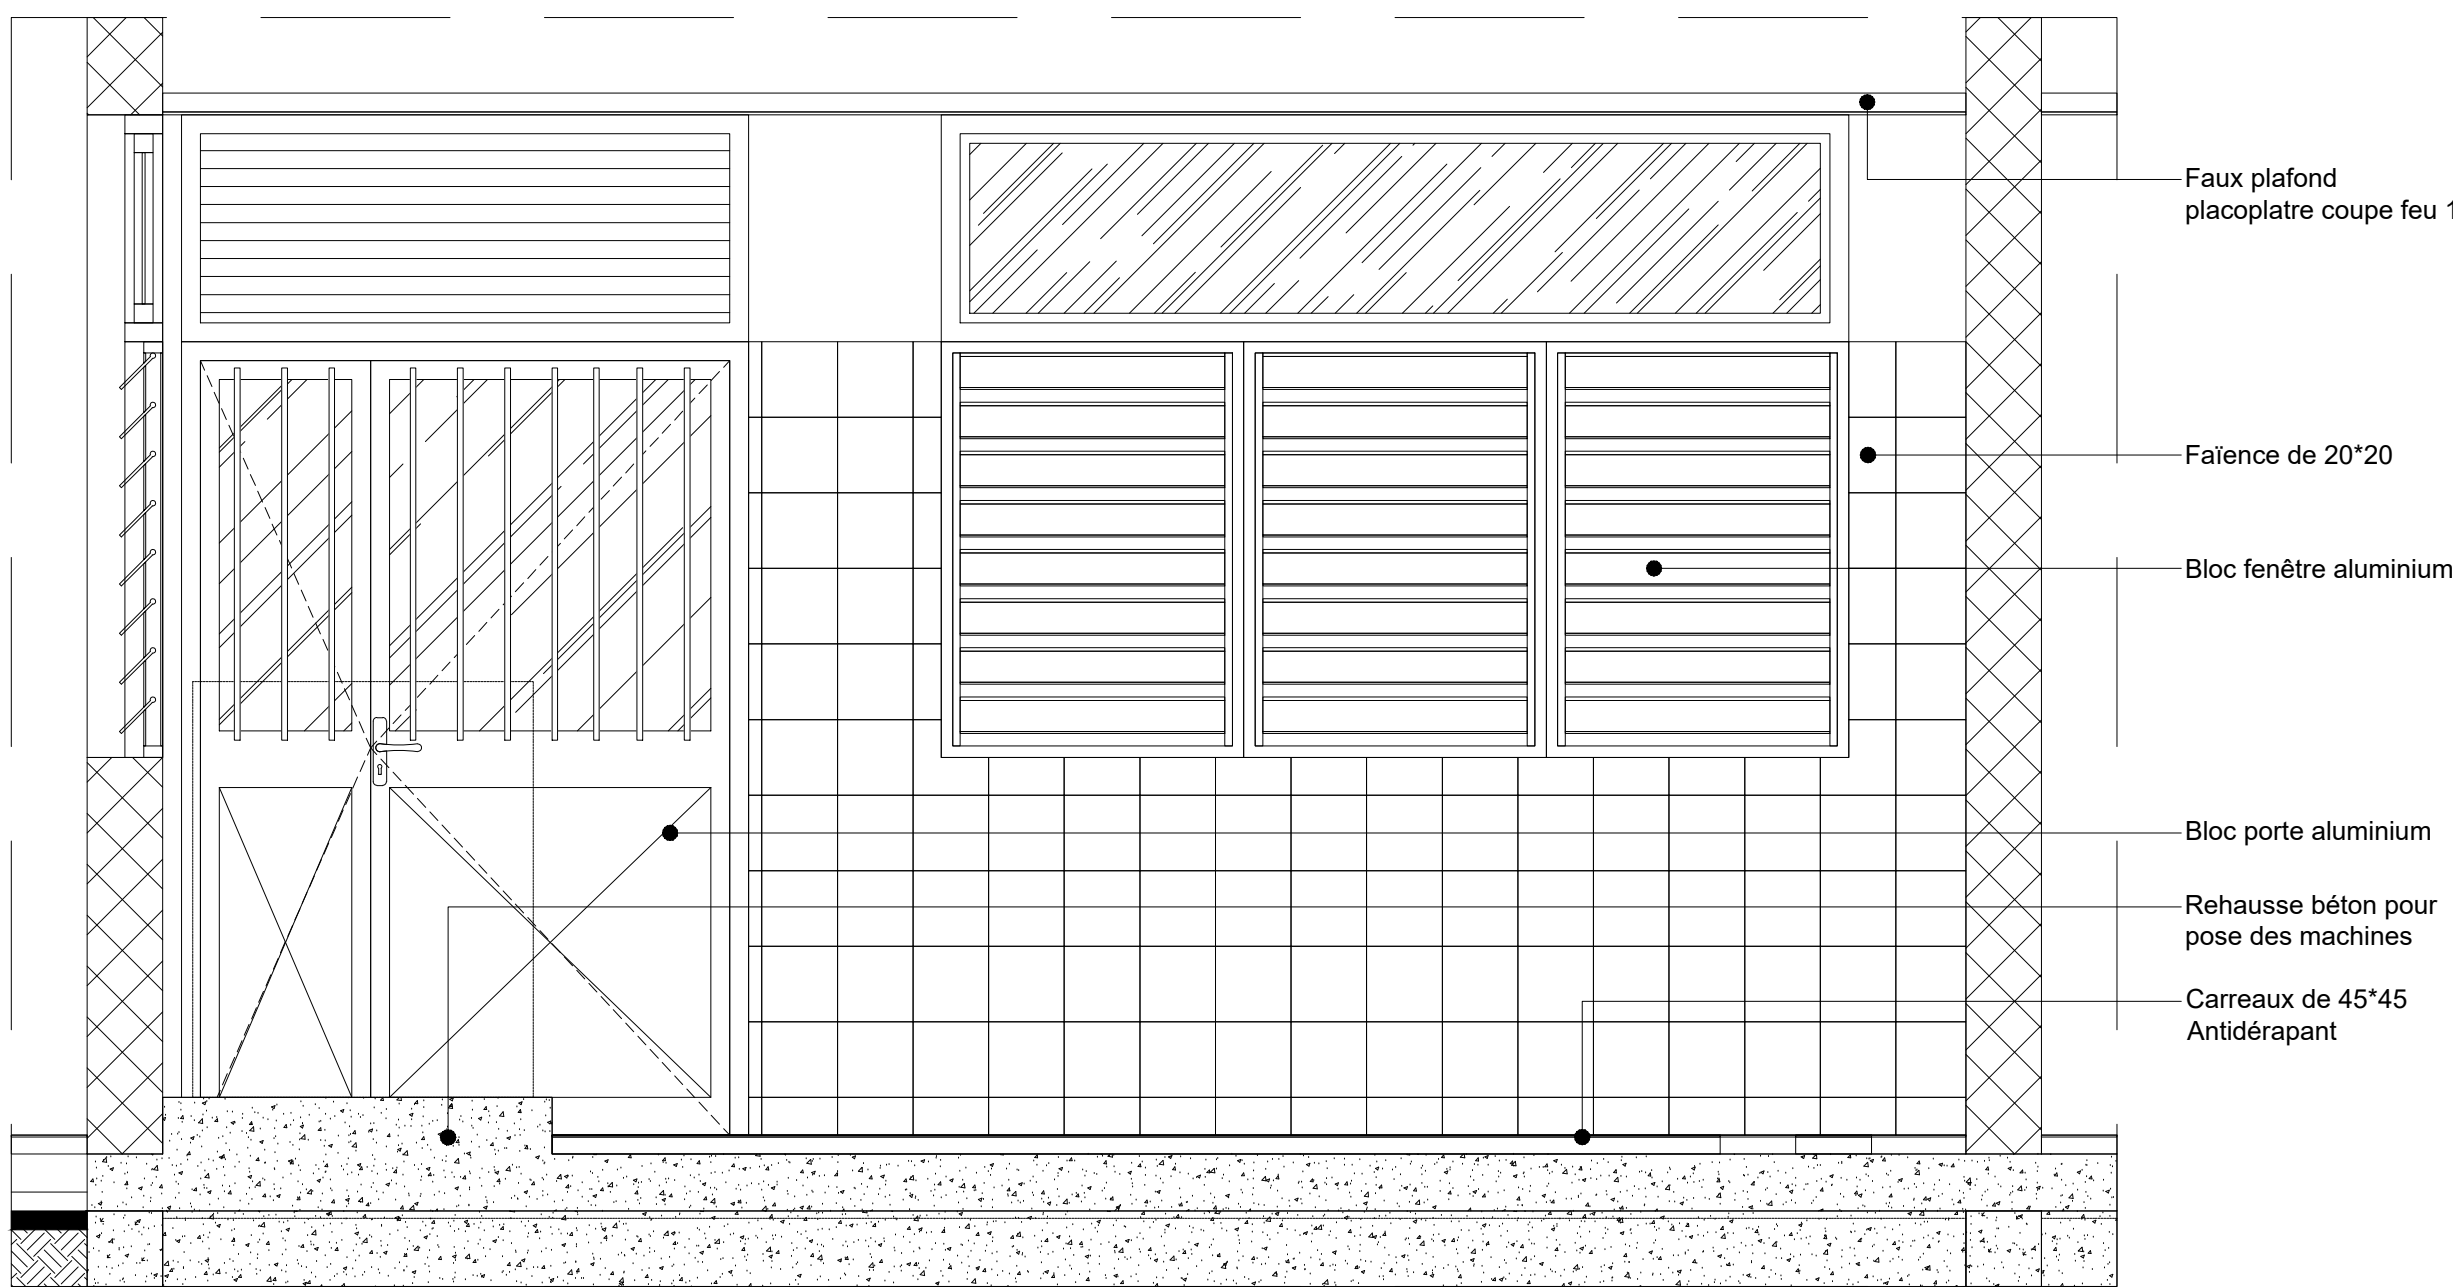 Faux plafond
placoplatre coupe feu 1
Faïence de 20*20
Bloc fenêtre aluminium
Bloc porte aluminium
Rehausse béton pour
pose des machines
Carreaux de 45*45
Antidérapant